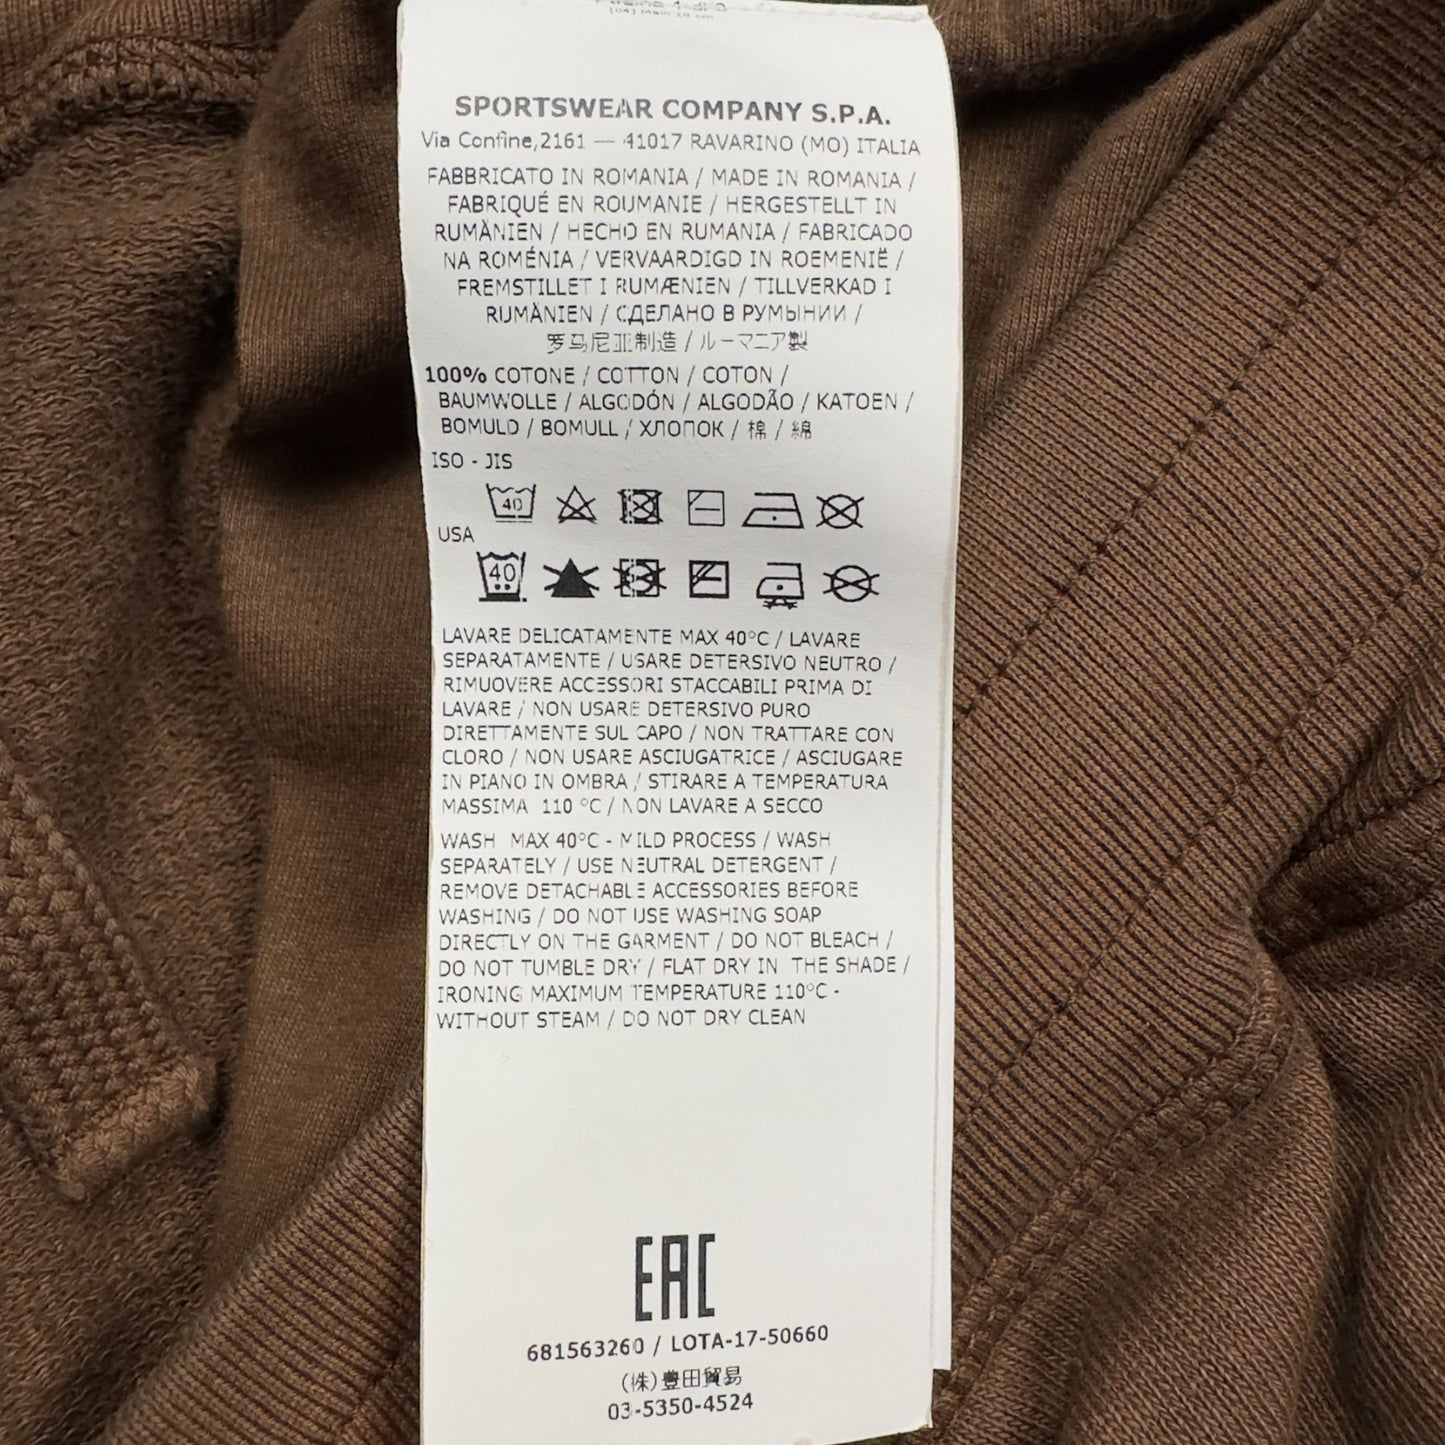 SPORTSWEAR COMPANY S.P.A.
Via Confine,2161 — 41017 RAVARINO (MO) ITALIA
FABBRICATO IN ROMANIA / MADE IN ROMANIA /
FABRIQUÉ EN ROUMANIE / HERGESTELLT IN
RUMÄNIEN / HECHO EN RUMANIA / FABRICADO
NA ROMÉNIA / VERVAARDIGD IN ROEMENIË /
FREMSTILLET I RUMÆNIEN / TILLVERKAD I
RUMÄNIEN / СДЕЛАНО В РУМЫНИИ /
罗马尼亚制造 / ルーマニア製
100% COTONE / COTTON / COTON /
BAUMWOLLE / ALGODÓN / ALGODÃO / KATOEN /
BOMULD / BOMULL / ХЛОПОК / 棉 / 綿
ISO - JIS
40
USA
40
LAVARE DELICATAMENTE MAX 40°C / LAVARE
SEPARATAMENTE / USARE DETERSIVO NEUTRO /
RIMUOVERE ACCESSORI STACCABILI PRIMA DI
LAVARE / NON USARE DETERSIVO PURO
DIRETTAMENTE SUL CAPO / NON TRATTARE CON
CLORO / NON USARE ASCIUGATRICE / ASCIUGARE
IN PIANO IN OMBRA / STIRARE A TEMPERATURA
MASSIMA 110 °C / NON LAVARE A SECCO
WASH MAX 40°C - MILD PROCESS / WASH
SEPARATELY / USE NEUTRAL DETERGENT /
REMOVE DETACHABLE ACCESSORIES BEFORE
WASHING / DO NOT USE WASHING SOAP
DIRECTLY ON THE GARMENT / DO NOT BLEACH /
DO NOT TUMBLE DRY / FLAT DRY IN THE SHADE /
IRONING MAXIMUM TEMPERATURE 110°C -
WITHOUT STEAM / DO NOT DRY CLEAN
EAC
681563260 / LOTA-17-50660
(株)豊田貿易
03-5350-4524